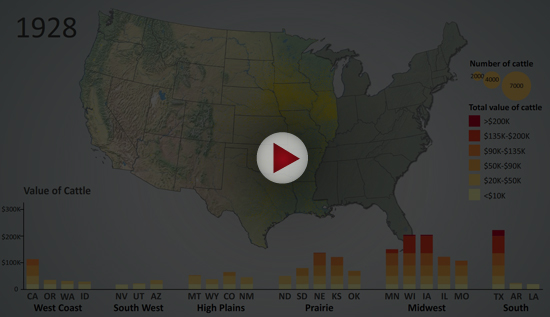 1928
Number of cattle
2000 4000 7000
Total value of cattle
>$200K
$135K-$200K
$90K-$135K
$50K-$90K
$20K-$50K
<$10K
Value of Cattle
$300K
$200K
$100K
0
CA OR WA ID NV UT AZ MT WY CO NM ND SD NE KS OK MN WI IA IL MO TX AR LA
West Coast South West High Plains Prairie Midwest South